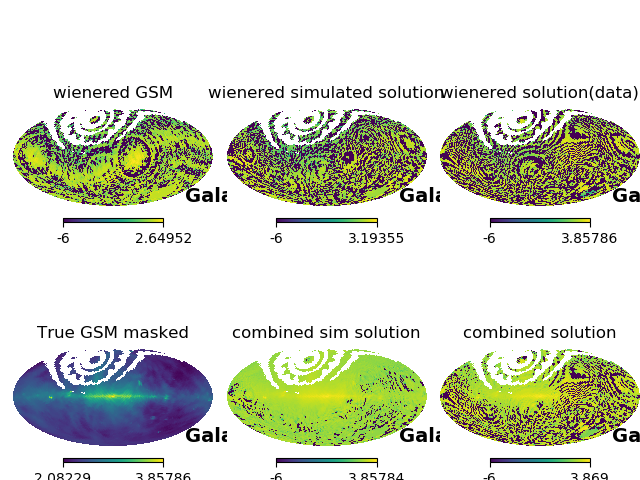 wienered GSM
wienered simulated solution
wienered solution(data)
Gala
Gala
Ga
-6 2.64952
-6 3.19355
-6 3.85786
True GSM masked
combined sim solution
combined solution
Gala
Gala
Ga
2.08229 3.85786
-6 3.85784
-6 3.869